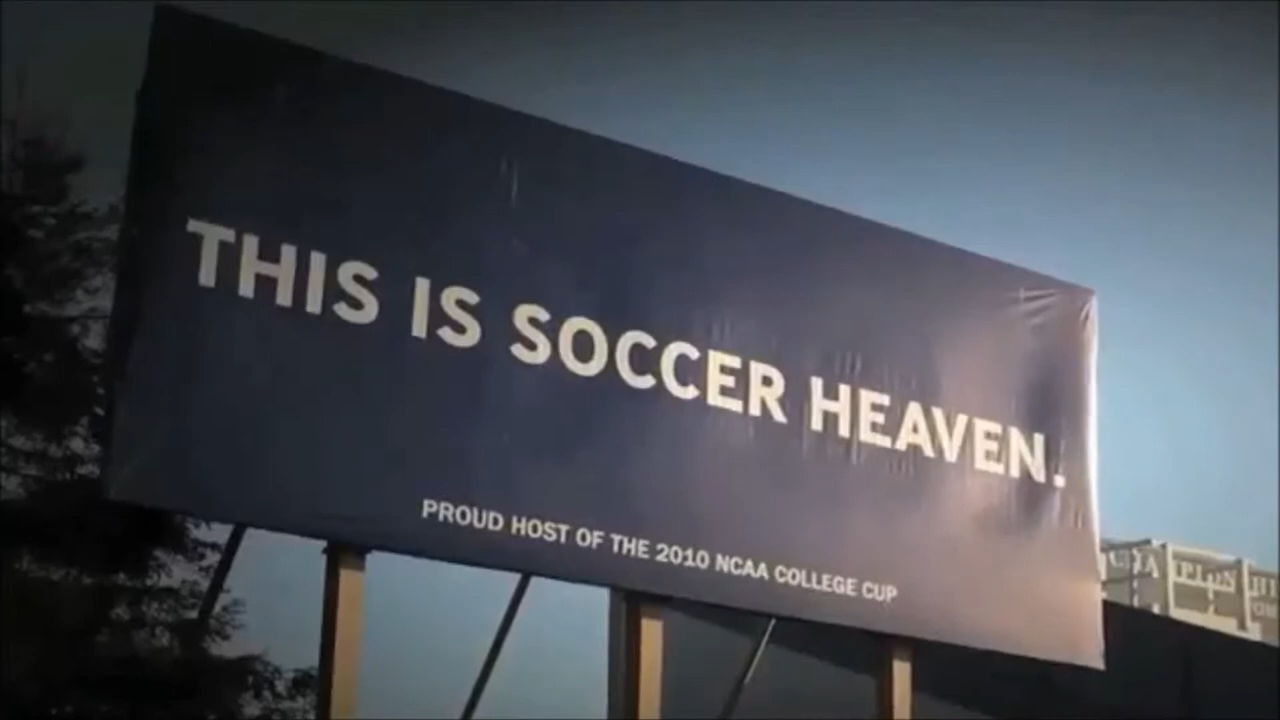 THIS IS SOCCER HEAVEN.
PROUD HOST OF THE 2010 NCAA COLLEGE CUP